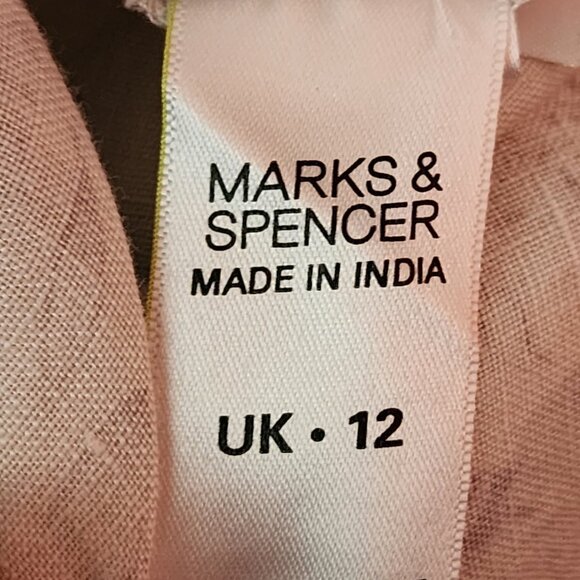 MARKS &
SPENCER
MADE IN INDIA
UK • 12